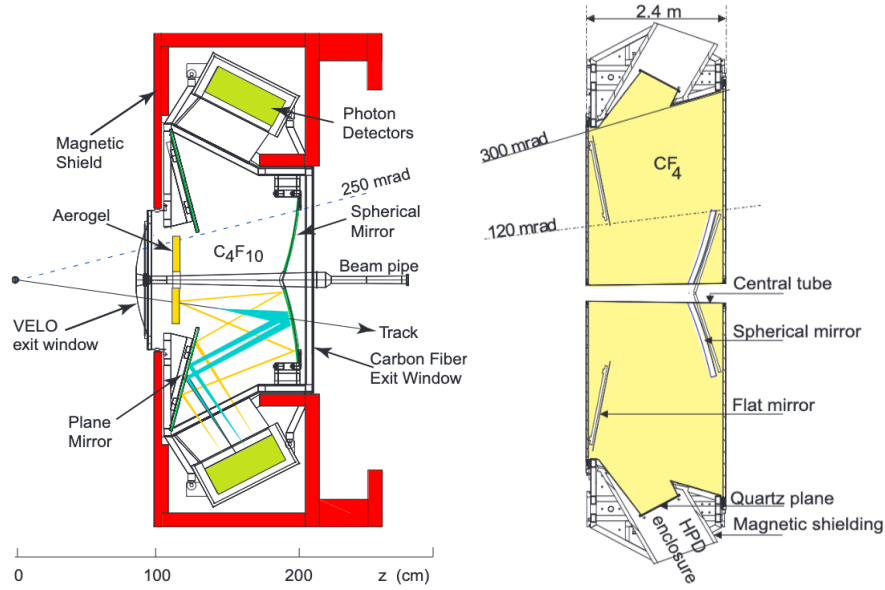 Magnetic
Shield
Aerogel
VELO
exit window
Plane
Mirror
Photon
Detectors
250 mrad
Spherical
Mirror
C4F10
Beam pipe
Track
Carbon Fiber
Exit Window
0
100
200
z (cm)
2.4 m
300 mrad
CF4
120 mrad
Central tube
Spherical mirror
Flat mirror
Quartz plane
Magnetic shielding
HPD
enclosure